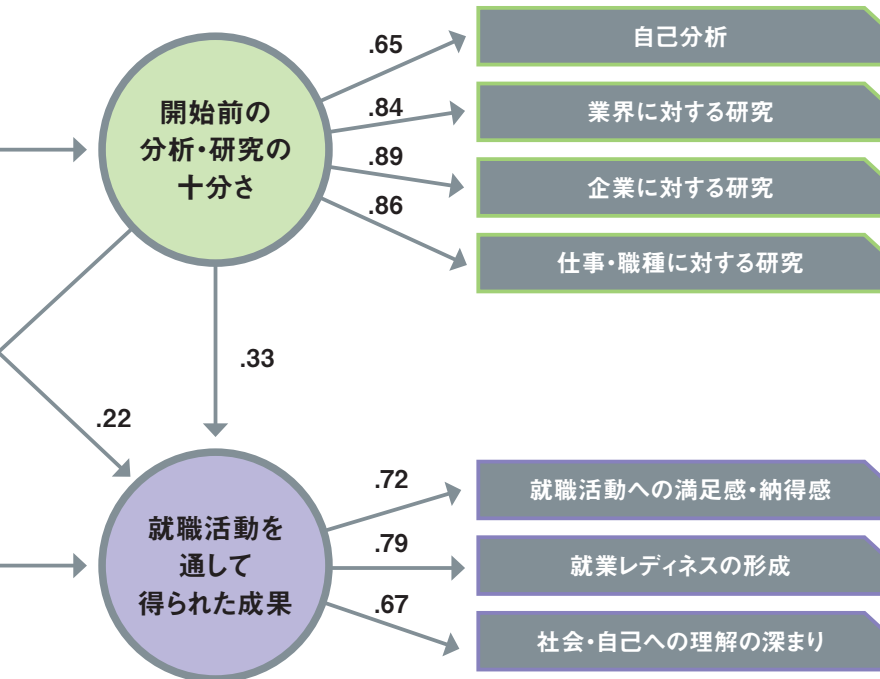 開始前の
分析・研究の
十分さ
.65
.84
.89
.86
自己分析
業界に対する研究
企業に対する研究
仕事・職種に対する研究
.33
.22
就職活動を
通して
得られた成果
.72
.79
.67
就職活動への満足感・納得感
就業レディネスの形成
社会・自己への理解の深まり